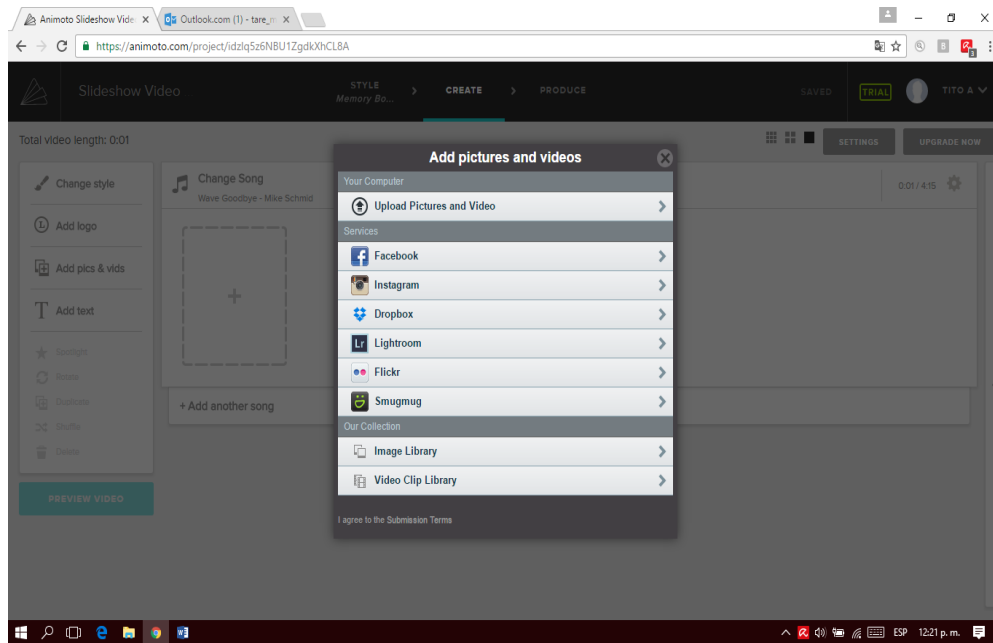 Animoto Slideshow Vide
Outlook.com (1) - tare_m
https://animoto.com/project/idzlq5z6NBU1ZgdkXhCL8A
3
Slideshow Video
STYLE
Memory Bo...
CREATE
PRODUCE
SAVED
TRIAL
TITO A
Total video length: 0:01
SETTINGS
UPGRADE NOW
Change style
Add logo
Add pics & vids
Add text
Spotlight
Rotate
Duplicate
Shuffle
Delete
PREVIEW VIDEO
Change Song
Wave Goodbye - Mike Schmid
0:01 / 4:15
+ Add another song
Add pictures and videos
Your Computer
Upload Pictures and Video
Services
Facebook
Instagram
Dropbox
Lr Lightroom
Flickr
Smugmug
Our Collection
Image Library
Video Clip Library
I agree to the Submission Terms
ESP 12:21 p. m.